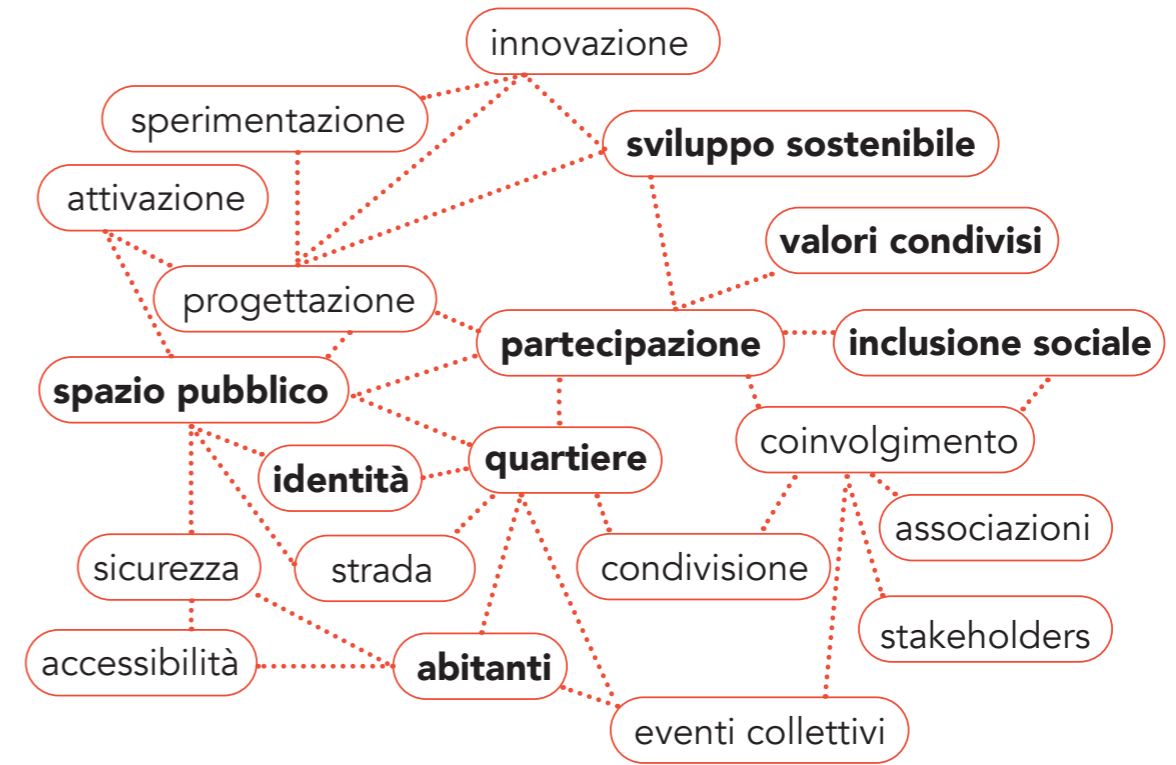 innovazione
sperimentazione
sviluppo sostenibile
attivazione
valori condivisi
progettazione
partecipazione
inclusione sociale
spazio pubblico
coinvolgimento
quartiere
identità
associazioni
sicurezza
strada
condivisione
stakeholders
accessibilità
abitanti
eventi collettivi